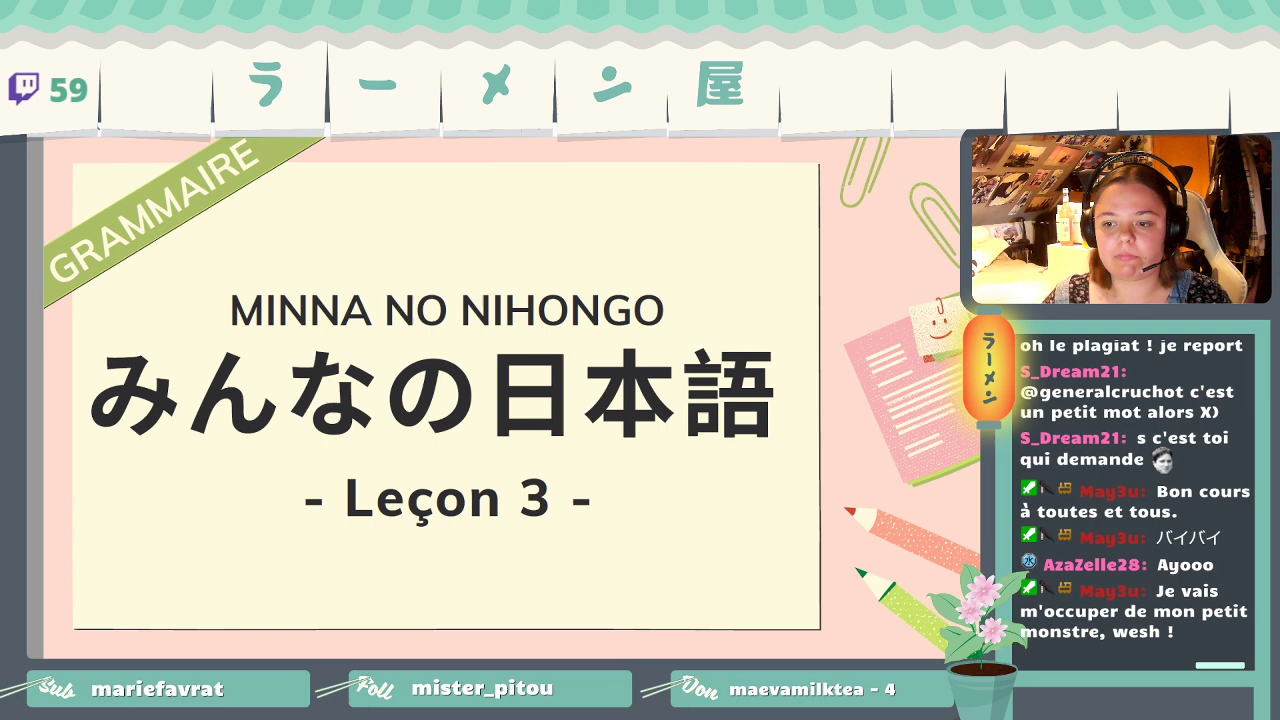 59
ラーメン屋
GRAMMAIRE
MINNA NO NIHONGO
みんなの日本語
- Leçon 3 -
ラーメン
oh le plagiat ! je report
S_Dream21:
@generalcruchot c'est
un petit mot alors X)
S_Dream21: s c'est toi
qui demande
May3u: Bon cours
à toutes et tous.
May3u: バイバイ
水 AzaZelle28: Ayooo
May3u: Je vais
m'occuper de mon petit
monstre, wesh !
Sub mariefavrat
Foll mister_pitou
Don maevamilktea - 4